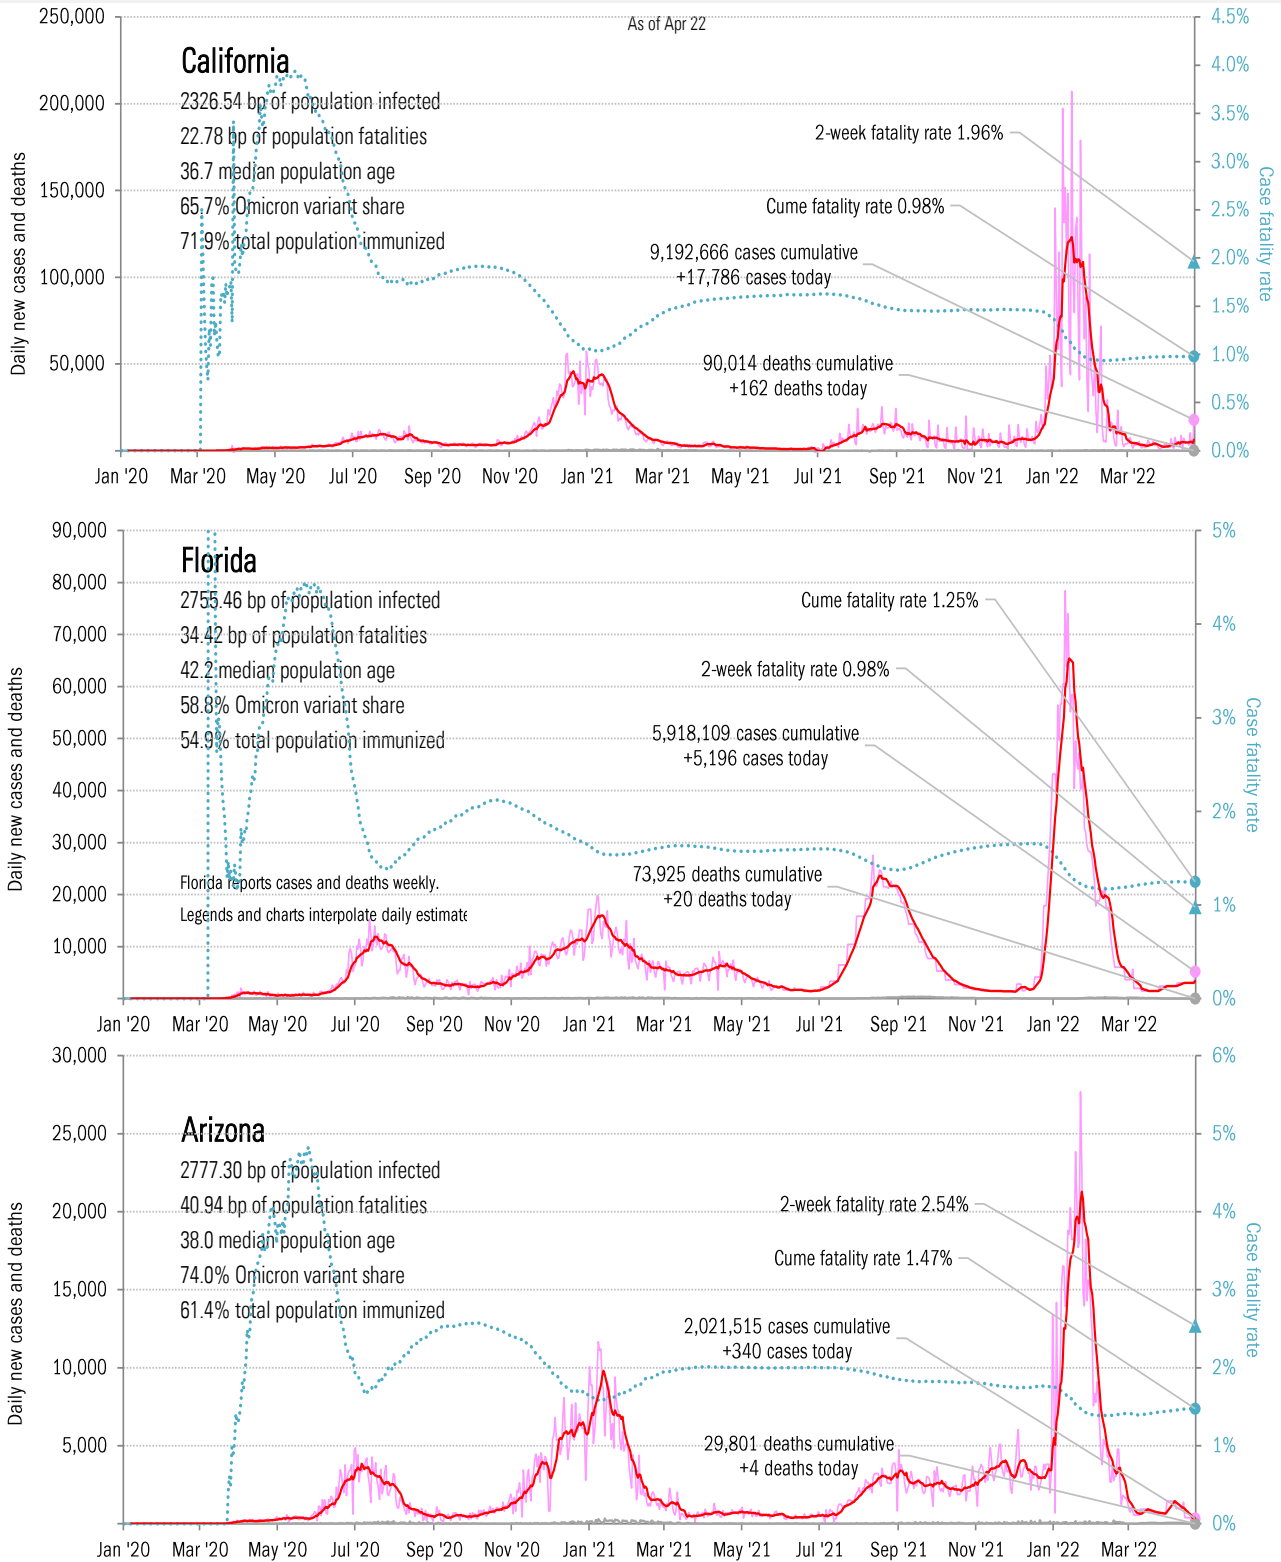 As of Apr 22
250,000
200,000
150,000
100,000
50,000
Daily new cases and deaths
California
2326.54 bp of population infected
22.78 bp of population fatalities
36.7 median population age
65.7% Omicron variant share
71.9% total population immunized
2-week fatality rate 1.96%
Cume fatality rate 0.98%
9,192,666 cases cumulative
+17,786 cases today
90,014 deaths cumulative
+162 deaths today
4.5%
4.0%
3.5%
3.0%
2.5%
2.0%
1.5%
1.0%
0.5%
0.0%
Case fatality rate
Jan '20 Mar '20 May '20 Jul '20 Sep '20 Nov '20 Jan '21 Mar '21 May '21 Jul '21 Sep '21 Nov '21 Jan '22 Mar '22
90,000
80,000
70,000
60,000
50,000
40,000
30,000
20,000
10,000
Daily new cases and deaths
Florida
2755.46 bp of population infected
34.42 bp of population fatalities
42.2 median population age
58.8% Omicron variant share
54.9% total population immunized
Florida reports cases and deaths weekly.
Legends and charts interpolate daily estimate
Cume fatality rate 1.25%
2-week fatality rate 0.98%
5,918,109 cases cumulative
+5,196 cases today
73,925 deaths cumulative
+20 deaths today
5%
4%
3%
2%
1%
0%
Case fatality rate
Jan '20 Mar '20 May '20 Jul '20 Sep '20 Nov '20 Jan '21 Mar '21 May '21 Jul '21 Sep '21 Nov '21 Jan '22 Mar '22
30,000
25,000
20,000
15,000
10,000
5,000
Daily new cases and deaths
Arizona
2777.30 bp of population infected
40.94 bp of population fatalities
38.0 median population age
74.0% Omicron variant share
61.4% total population immunized
2-week fatality rate 2.54%
Cume fatality rate 1.47%
2,021,515 cases cumulative
+340 cases today
29,801 deaths cumulative
+4 deaths today
6%
5%
4%
3%
2%
1%
0%
Case fatality rate
Jan '20 Mar '20 May '20 Jul '20 Sep '20 Nov '20 Jan '21 Mar '21 May '21 Jul '21 Sep '21 Nov '21 Jan '22 Mar '22